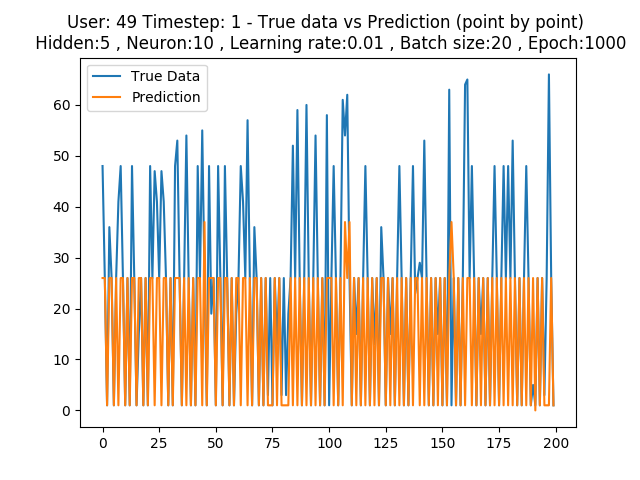 User: 49 Timestep: 1 - True data vs Prediction (point by point)
Hidden:5 , Neuron:10 , Learning rate:0.01 , Batch size:20 , Epoch:1000
True Data
Prediction
60
50
40
30
20
10
0
0 25 50 75 100 125 150 175 200